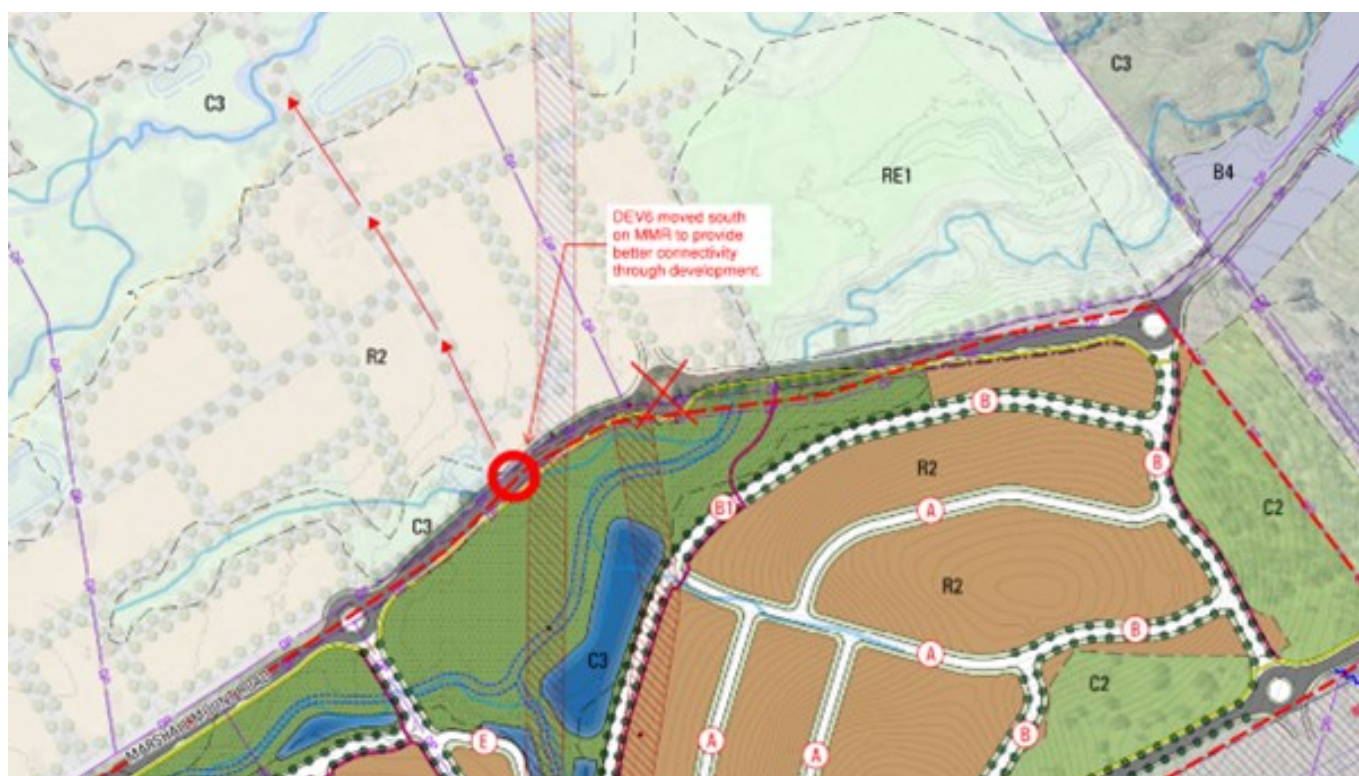 C3
C3
B4
RE1
DEV6 moved south
on MMR to provide
better connectivity
through development.
R2
B
R2
B
B1
A
C2
C3
R2
B
A
C3
C2
MARSHALL MOUNT ROAD
E
A
A
B